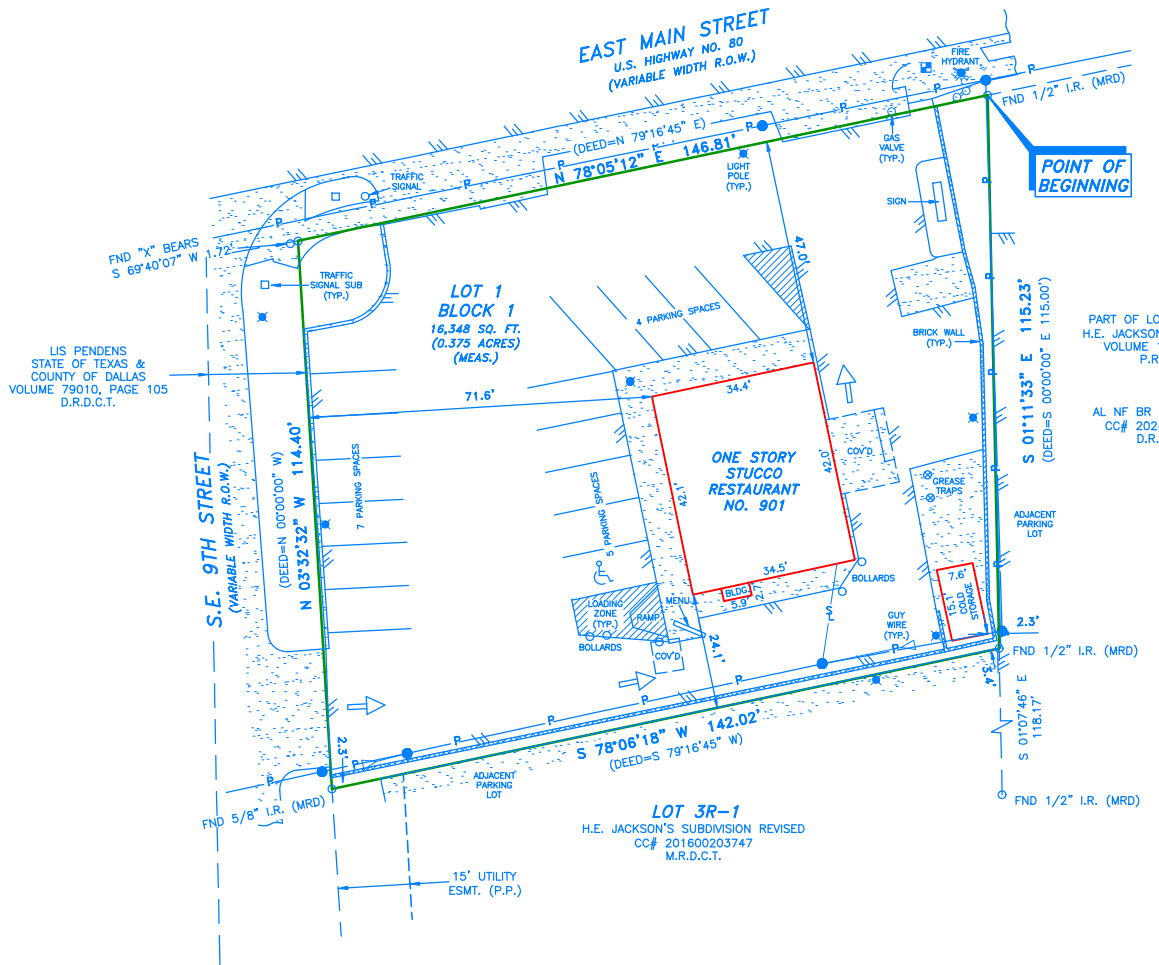 EAST MAIN STREET
U.S. HIGHWAY NO. 80
(VARIABLE WIDTH R.O.W.)
FIRE
HYDRANT
P
FND 1/2" I.R. (MRD)
POINT OF
BEGINNING
(DEED=N 79°16'45" E)
N 78°05'12" E 146.81'
P
P
P
P
P
P
GAS
VALVE
(TYP.)
LIGHT
POLE
(TYP.)
TRAFFIC
SIGNAL
SIGN
FND "X" BEARS
S 69°40'07" W 1.72'
TRAFFIC
SIGNAL SUB
(TYP.)
47.0'
LOT 1
BLOCK 1
16,348 SQ. FT.
(0.375 ACRES)
(MEAS.)
4 PARKING SPACES
BRICK WALL
(TYP.)
P
P
P
P
P
S 01°11'33" E 115.23'
(DEED=S 00°00'00" E 115.00')
PART OF LO
H.E. JACKSON
VOLUME
P.R
AL NF BR
CC# 202
D.R.
LIS PENDENS
STATE OF TEXAS &
COUNTY OF DALLAS
VOLUME 79010, PAGE 105
D.R.D.C.T.
71.6'
34.4'
ONE STORY
STUCCO
RESTAURANT
NO. 901
42.1'
42.0'
34.5'
COV'D
GREASE
TRAPS
ADJACENT
PARKING
LOT
S.E. 9TH STREET
(VARIABLE WIDTH R.O.W.)
(DEED=N 00°00'00" W)
N 03°32'32" W 114.40'
7 PARKING SPACES
5 PARKING SPACES
BLDG.
5.9'
2.7'
BOLLARDS
7.6'
15.1'
COLD
STORAGE
LOADING
ZONE
(TYP.)
RAMP
MENU
BOLLARDS
COV'D
24.1'
SL
GUY
WIRE
(TYP.)
2.3'
FND 1/2" I.R. (MRD)
3.4'
S 01°07'46" E
118.17'
FND 1/2" I.R. (MRD)
P
P
P
P
P
P
P
2.3'
S 78°06'18" W 142.02'
(DEED=S 79°16'45" W)
FND 5/8" I.R. (MRD)
ADJACENT
PARKING
LOT
LOT 3R-1
H.E. JACKSON'S SUBDIVISION REVISED
CC# 201600203747
M.R.D.C.T.
15' UTILITY
ESMT. (P.P.)